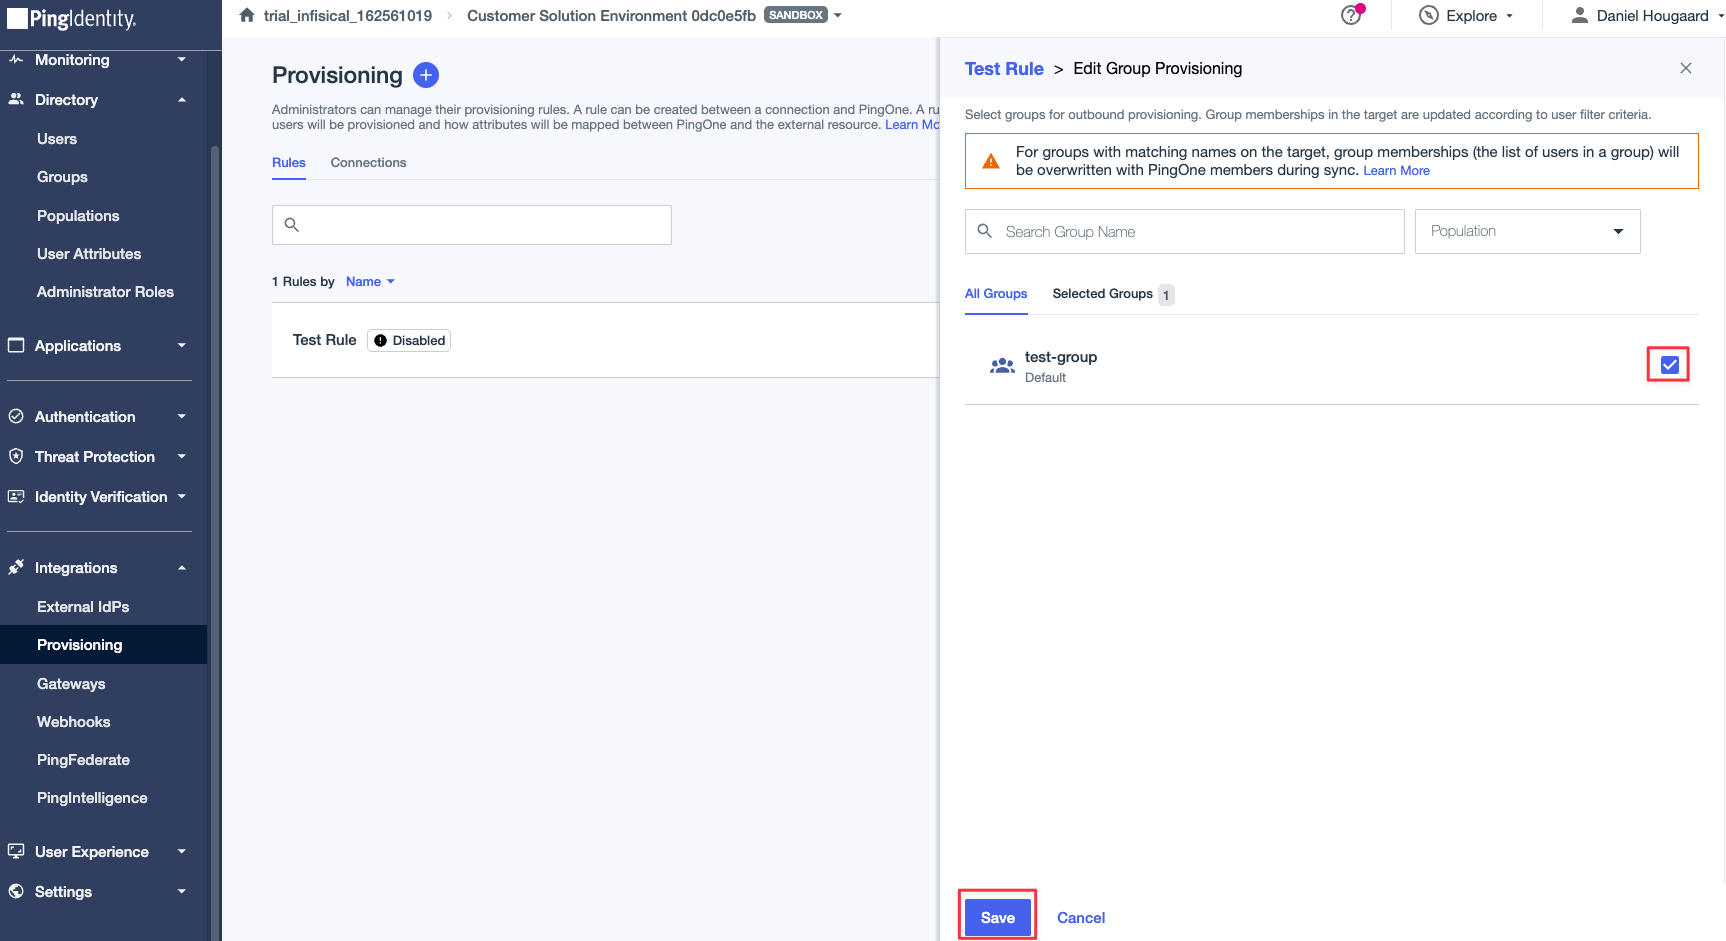 PingIdentity.
trial_infisical_162561019
Customer Solution Environment 0dc0e5fb
SANDBOX
Explore
Daniel Hougaard
Monitoring
Directory
Users
Groups
Populations
User Attributes
Administrator Roles
Applications
Authentication
Threat Protection
Identity Verification
Integrations
External IdPs
Provisioning
Gateways
Webhooks
PingFederate
PingIntelligence
User Experience
Settings
Provisioning
Administrators can manage their provisioning rules. A rule can be created between a connection and PingOne. A ru
users will be provisioned and how attributes will be mapped between PingOne and the external resource. Learn Mo
Rules
Connections
1 Rules by Name
Test Rule
Disabled
Test Rule > Edit Group Provisioning
Select groups for outbound provisioning. Group memberships in the target are updated according to user filter criteria.
For groups with matching names on the target, group memberships (the list of users in a group) will
be overwritten with PingOne members during sync. Learn More
Search Group Name
Population
All Groups
Selected Groups 1
test-group
Default
Save
Cancel